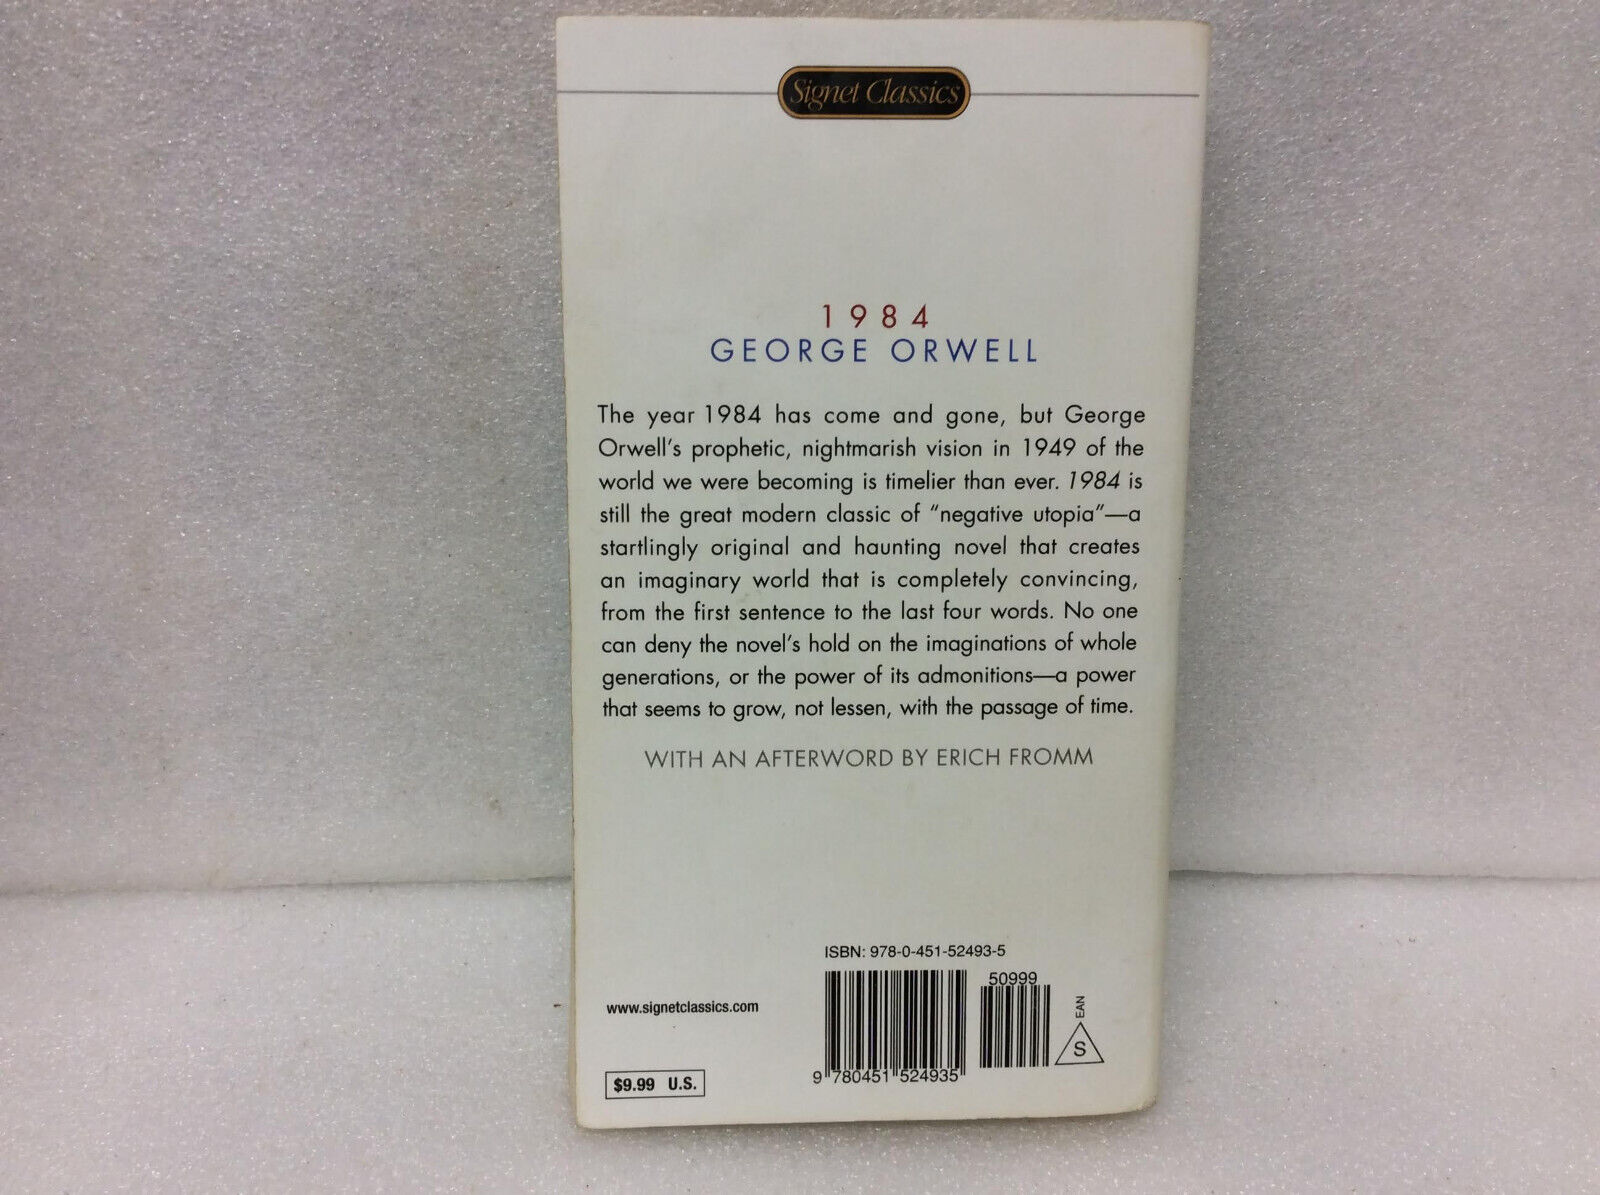 Signet Classics
1984
GEORGE ORWELL
The year 1984 has come and gone, but George
Orwell's prophetic, nightmarish vision in 1949 of the
world we were becoming is timelier than ever. 1984 is
still the great modern classic of "negative utopia"—a
startlingly original and haunting novel that creates
an imaginary world that is completely convincing,
from the first sentence to the last four words. No one
can deny the novel's hold on the imaginations of whole
generations, or the power of its admonitions—a power
that seems to grow, not lessen, with the passage of time.
WITH AN AFTERWORD BY ERICH FROMM
ISBN: 978-0-451-52493-5
50999
www.signetclassics.com
EAN
S
9 780451 524935
$9.99 U.S.